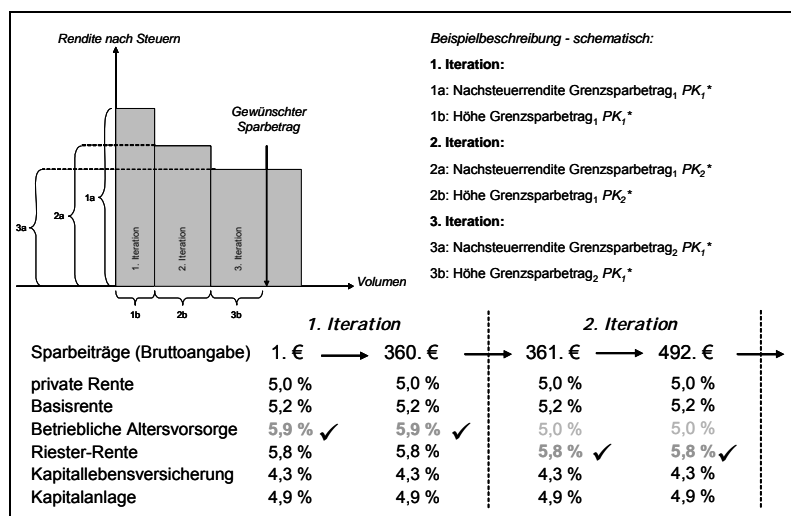 Rendite nach Steuern
Gewünschter
Sparbetrag
1a
2a
3a
1. Iteration
2. Iteration
3. Iteration
Volumen
1b
2b
3b
Beispielbeschreibung - schematisch:
1. Iteration:
1a: Nachsteuerrendite Grenzsparbetrag₁ PK₁*
1b: Höhe Grenzsparbetrag₁ PK₁*
2. Iteration:
2a: Nachsteuerrendite Grenzsparbetrag₁ PK₂*
2b: Höhe Grenzsparbetrag₁ PK₂*
3. Iteration:
3a: Nachsteuerrendite Grenzsparbetrag₂ PK₁*
3b: Höhe Grenzsparbetrag₂ PK₁*
1. Iteration 2. Iteration
Sparbeiträge (Bruttoangabe) 1. € 360. € 361. € 492. €
private Rente 5,0 % 5,0 % 5,0 % 5,0 %
Basisrente 5,2 % 5,2 % 5,2 % 5,2 %
Betriebliche Altersvorsorge 5,9 % ✓ 5,9 % ✓ 5,0 % 5,0 %
Riester-Rente 5,8 % 5,8 % 5,8 % ✓ 5,8 % ✓
Kapitallebensversicherung 4,3 % 4,3 % 4,3 % 4,3 %
Kapitalanlage 4,9 % 4,9 % 4,9 % 4,9 %